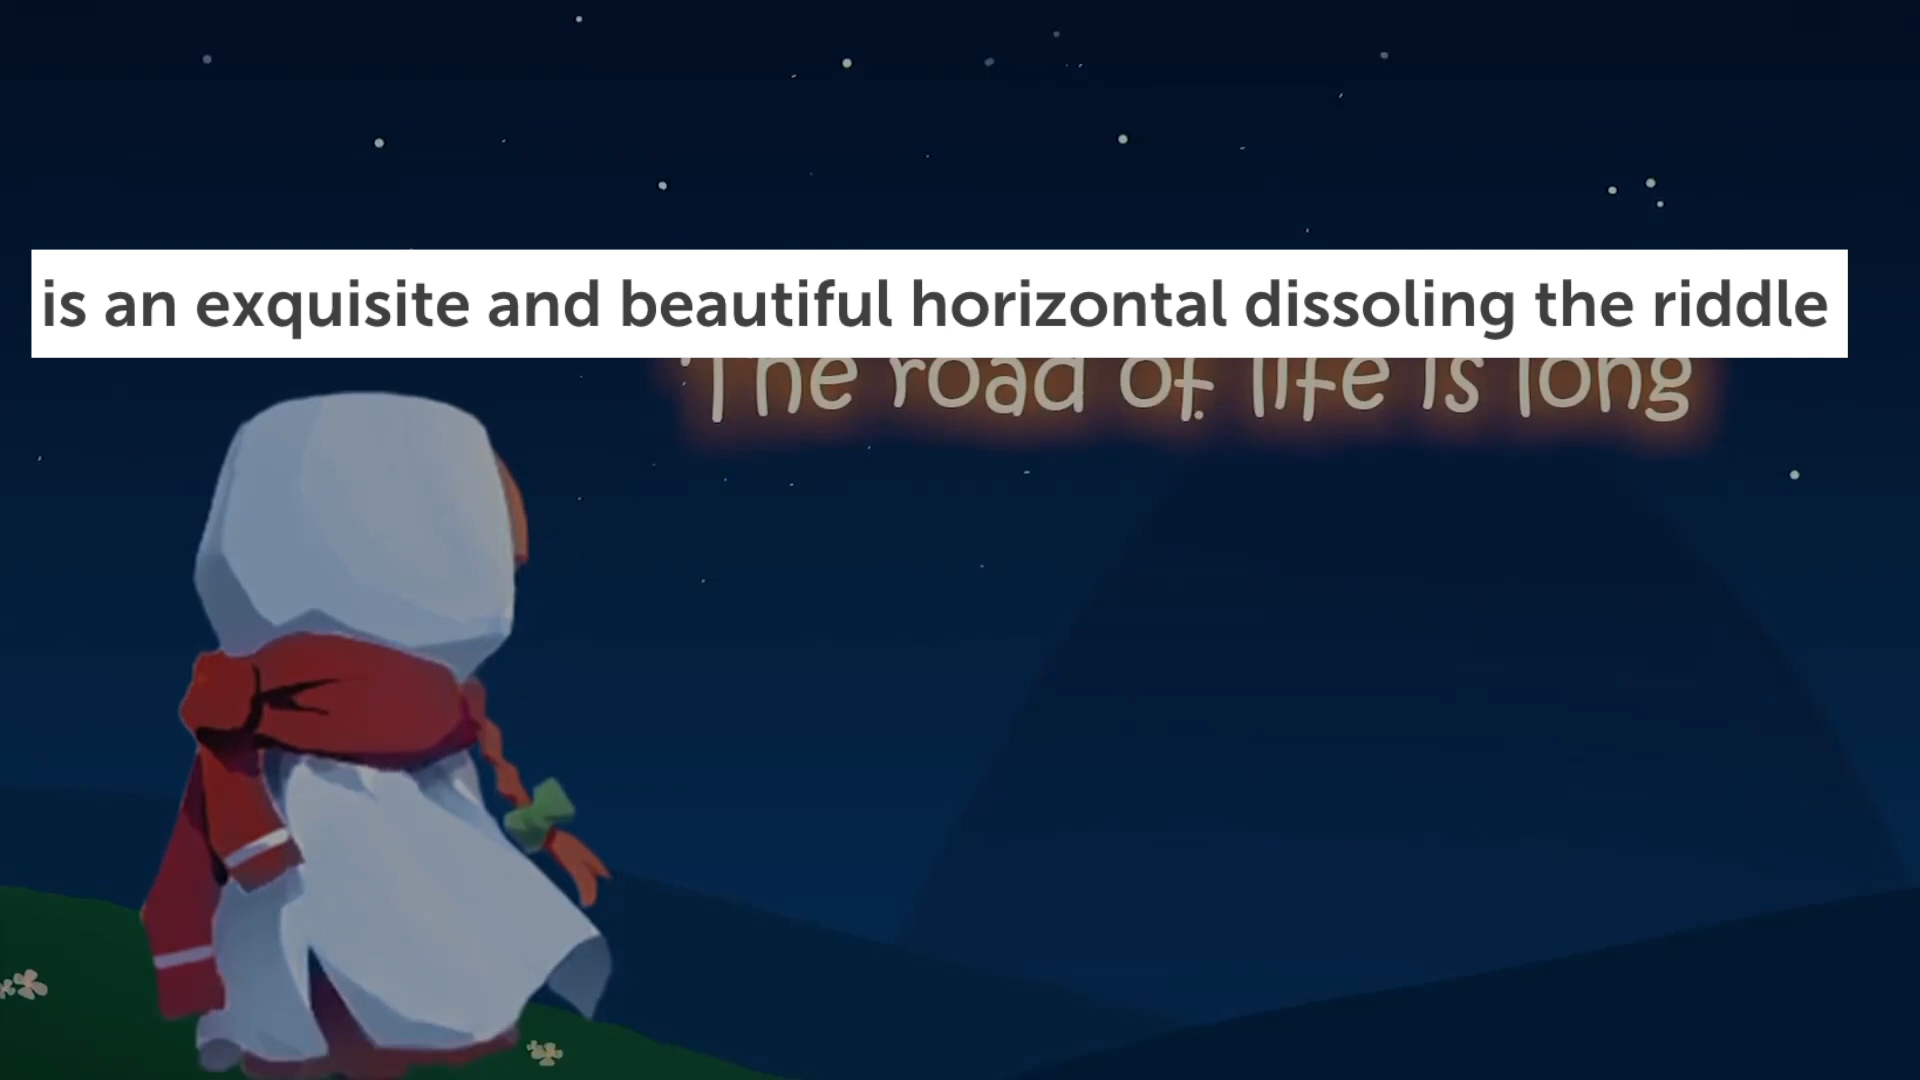 is an exquisite and beautiful horizontal dissoling the riddle
The road of life is long